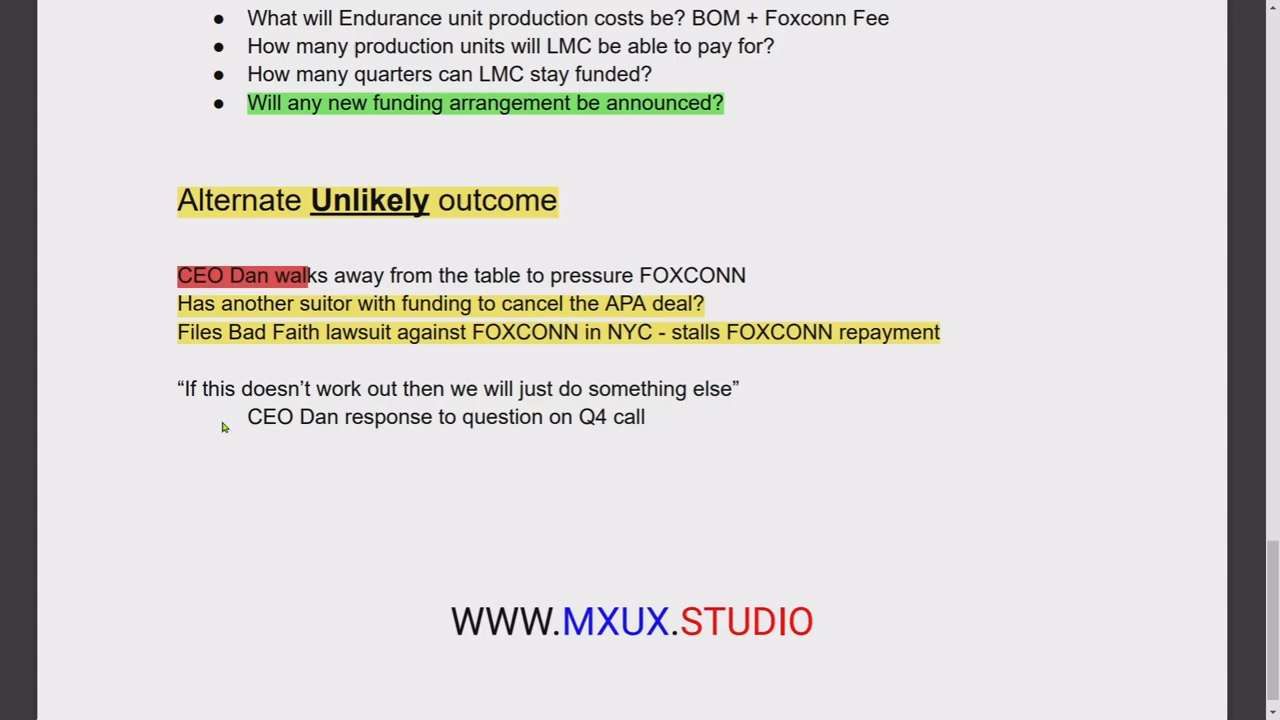 ● What will Endurance unit production costs be? BOM + Foxconn Fee
● How many production units will LMC be able to pay for?
● How many quarters can LMC stay funded?
● Will any new funding arrangement be announced?
Alternate Unlikely outcome
CEO Dan walks away from the table to pressure FOXCONN
Has another suitor with funding to cancel the APA deal?
Files Bad Faith lawsuit against FOXCONN in NYC - stalls FOXCONN repayment
“If this doesn’t work out then we will just do something else”
CEO Dan response to question on Q4 call
WWW.MXUX.STUDIO